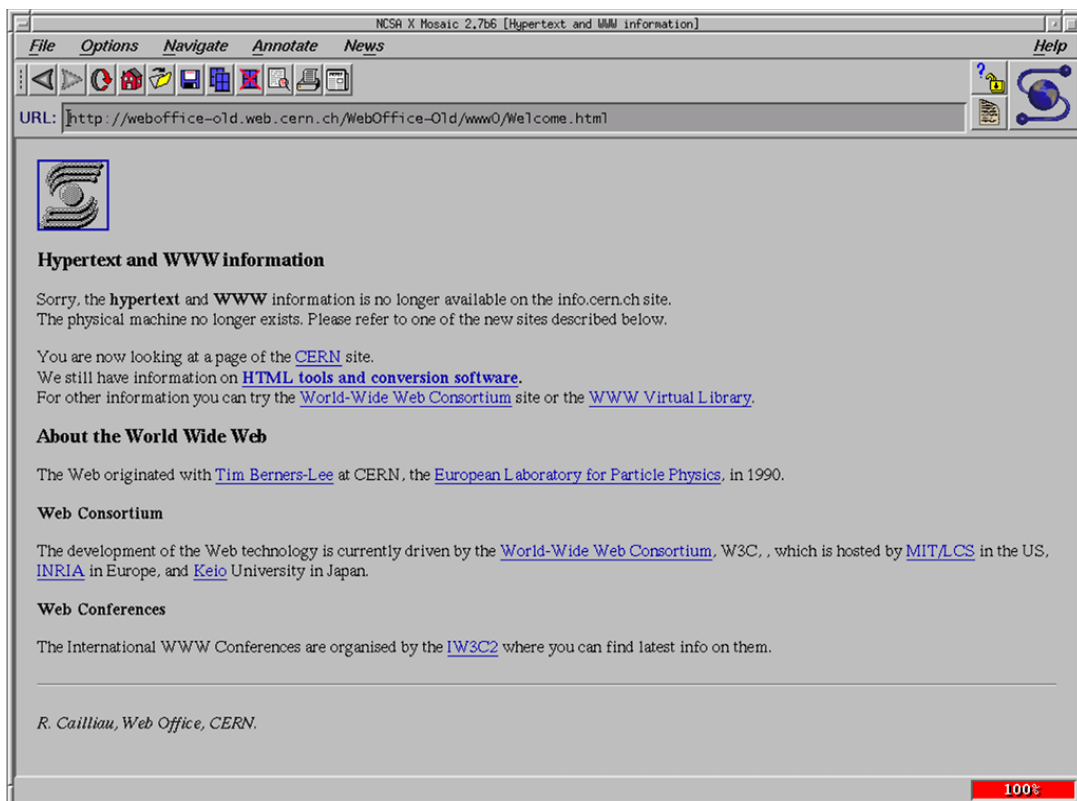 NCSA X Mosaic 2.7b6 [Hypertext and WWW information]
File Options Navigate Annotate News Help
URL: http://weboffice-old.web.cern.ch/WebOffice-Old/www0/Welcome.html
Hypertext and WWW information
Sorry, the hypertext and WWW information is no longer available on the info.cern.ch site.
The physical machine no longer exists. Please refer to one of the new sites described below.
You are now looking at a page of the CERN site.
We still have information on HTML tools and conversion software.
For other information you can try the World-Wide Web Consortium site or the WWW Virtual Library.
About the World Wide Web
The Web originated with Tim Berners-Lee at CERN, the European Laboratory for Particle Physics, in 1990.
Web Consortium
The development of the Web technology is currently driven by the World-Wide Web Consortium, W3C, , which is hosted by MIT/LCS in the US,
INRIA in Europe, and Keio University in Japan.
Web Conferences
The International WWW Conferences are organised by the IW3C2 where you can find latest info on them.
R. Cailliau, Web Office, CERN.
100%